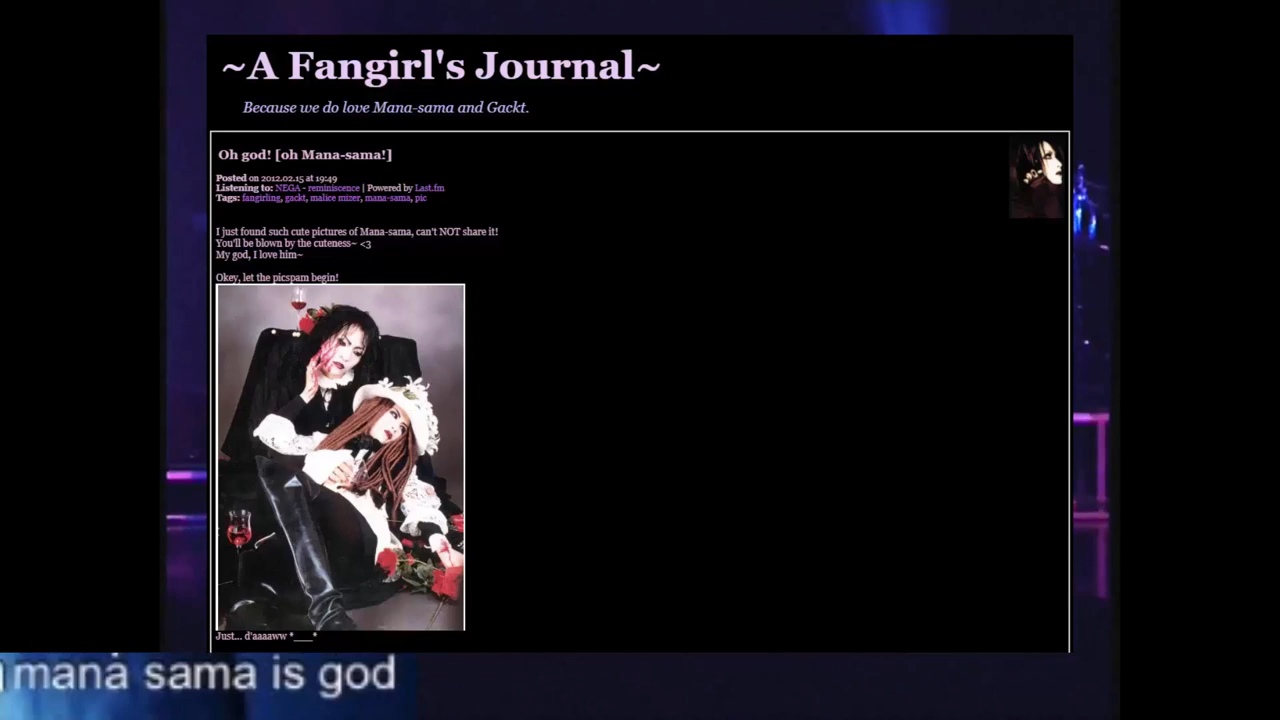 ~A Fangirl's Journal~
Because we do love Mana-sama and Gackt.
Oh god! [oh Mana-sama!]
Posted on 2012.02.15 at 19:49
Listening to: NEGA - reminiscence | Powered by Last.fm
Tags: fangirling, gackt, malice mizer, mana-sama, pic
I just found such cute pictures of Mana-sama, can't NOT share it!
You'll be blown by the cuteness~ <3
My god, I love him~
Okey, let the picspam begin!
Just... d'aaaaww *___*
mana sama is god